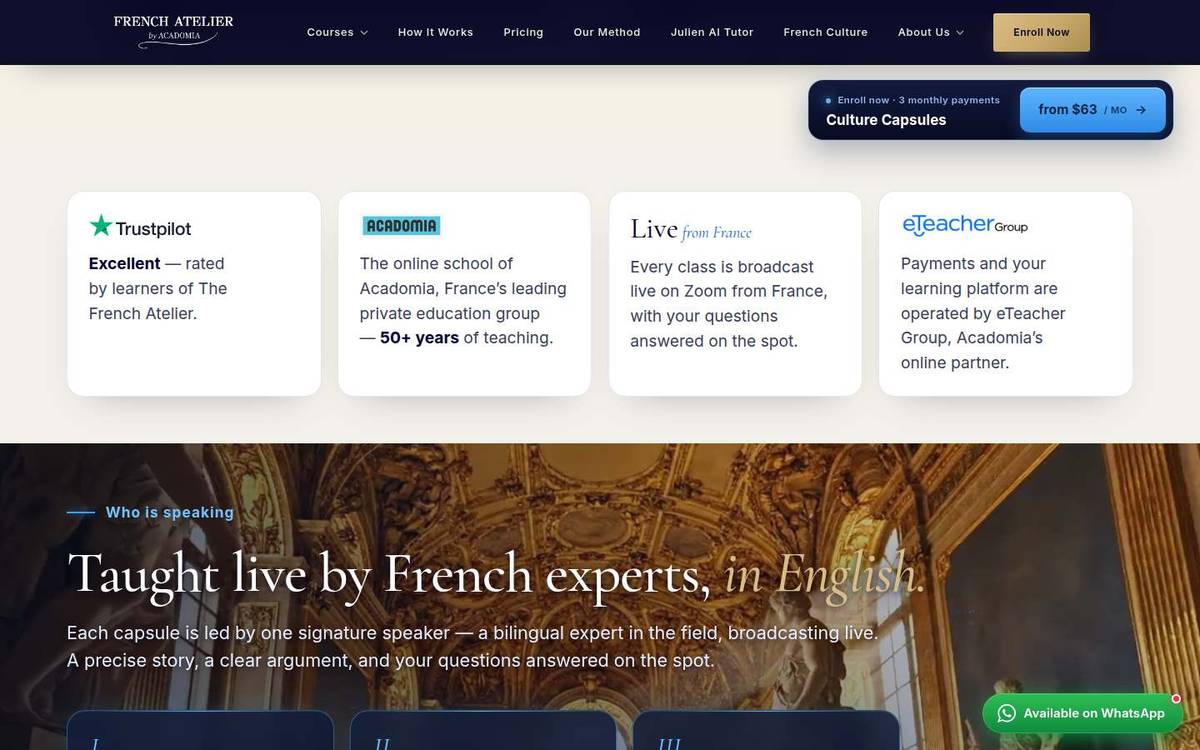 FRENCH ATELIER
by ACADOMIA
Courses
How It Works
Pricing
Our Method
Julien AI Tutor
French Culture
About Us
Enroll Now
Enroll now · 3 monthly payments
Culture Capsules
from $63 / MO →
Trustpilot
Excellent — rated
by learners of The
French Atelier.
ACADOMIA
The online school of
Acadomia, France’s leading
private education group
— 50+ years of teaching.
Live from France
Every class is broadcast
live on Zoom from France,
with your questions
answered on the spot.
eTeacher Group
Payments and your
learning platform are
operated by eTeacher
Group, Acadomia’s
online partner.
Who is speaking
Taught live by French experts, in English.
Each capsule is led by one signature speaker — a bilingual expert in the field, broadcasting live.
A precise story, a clear argument, and your questions answered on the spot.
I
II
III
Available on WhatsApp